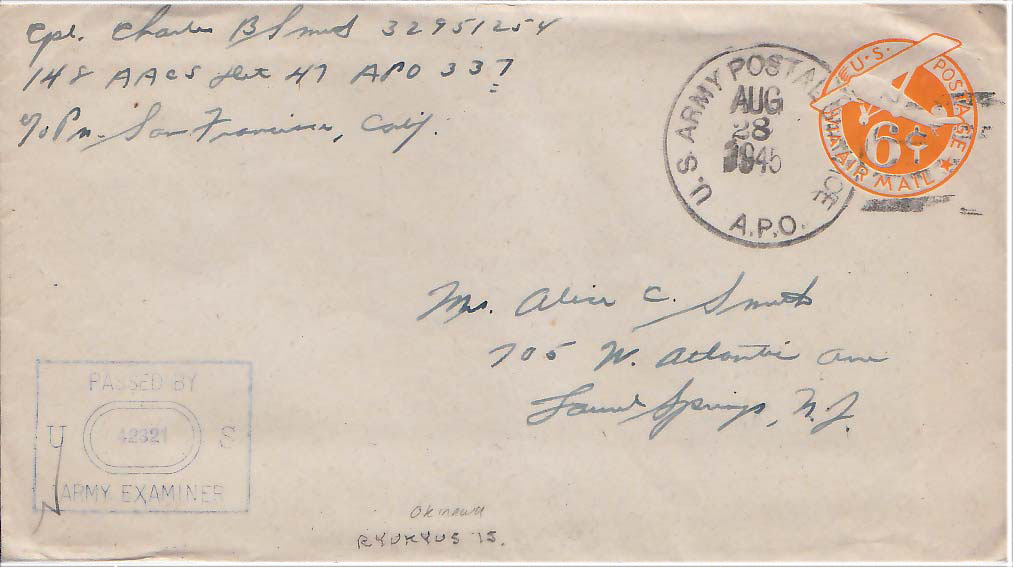 Cpl. Charles B Smith 32951254
148 AACS Det 47 APO 337
c/o Pm. San Francisco, Calif.
U.S. ARMY POSTAL SERVICE
AUG
28
1945
A.P.O.
U.S. POSTAGE
6¢
VIA AIR MAIL
Mrs. Alice C. Smith
705 W. Atlantic Ave
Laurel Springs, N.J.
PASSED BY
U 42321 S
ARMY EXAMINER
Okinawa
RYUKYUS IS.